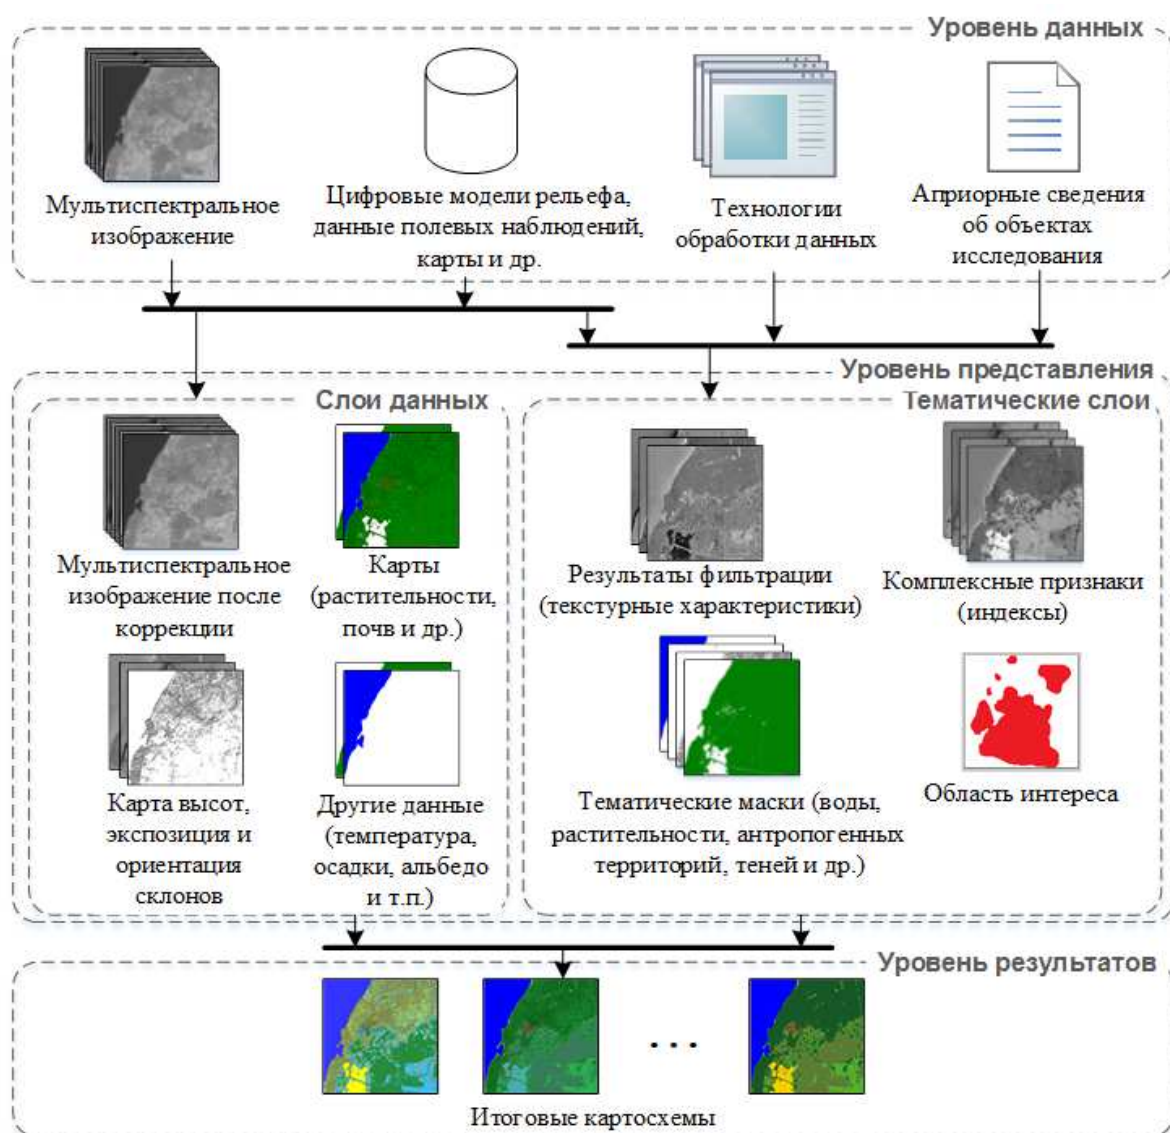 Уровень данных
Мультиспектральное
изображение
Цифровые модели рельефа,
данные полевых наблюдений,
карты и др.
Технологии
обработки данных
Априорные сведения
об объектах
исследования
Уровень представления
Слои данных
Тематические слои
Мультиспектральное
изображение после
коррекции
Карты
(растительности,
почв и др.)
Результаты фильтрации
(текстурные характеристики)
Комплексные признаки
(индексы)
Карта высот,
экспозиция и
ориентация
склонов
Другие данные
(температура,
осадки, альбедо
и т.п.)
Тематические маски (воды,
растительности, антропогенных
территорий, теней и др.)
Область интереса
Уровень результатов
. . .
Итоговые картосхемы